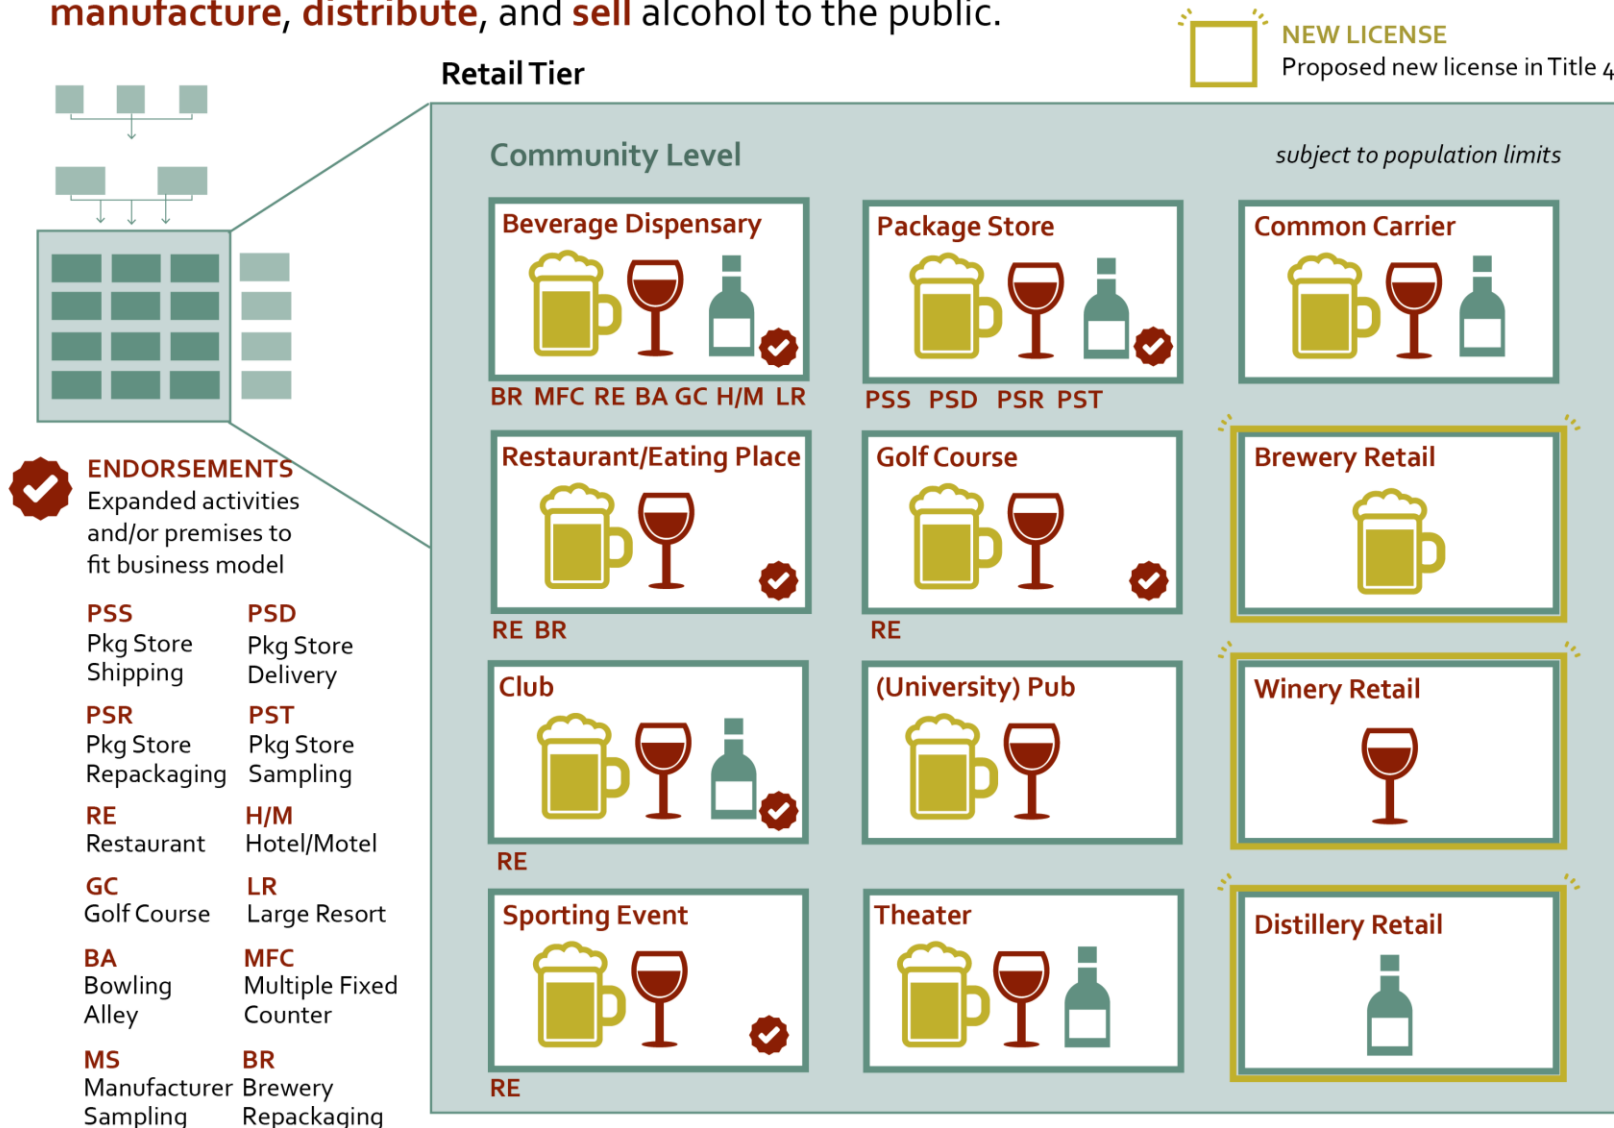 manufacture, distribute, and sell alcohol to the public.
NEW LICENSE
Proposed new license in Title 4
Retail Tier
Community Level
subject to population limits
Beverage Dispensary
BR MFC RE BA GC H/M LR
Package Store
PSS PSD PSR PST
Common Carrier
Restaurant/Eating Place
RE BR
Golf Course
RE
Brewery Retail
Club
RE
(University) Pub
Winery Retail
Sporting Event
RE
Theater
Distillery Retail
ENDORSEMENTS
Expanded activities
and/or premises to
fit business model
PSS
Pkg Store
Shipping
PSD
Pkg Store
Delivery
PSR
Pkg Store
Repackaging
PST
Pkg Store
Sampling
RE
Restaurant
H/M
Hotel/Motel
GC
Golf Course
LR
Large Resort
BA
Bowling
Alley
MFC
Multiple Fixed
Counter
MS
Manufacturer
Sampling
BR
Brewery
Repackaging